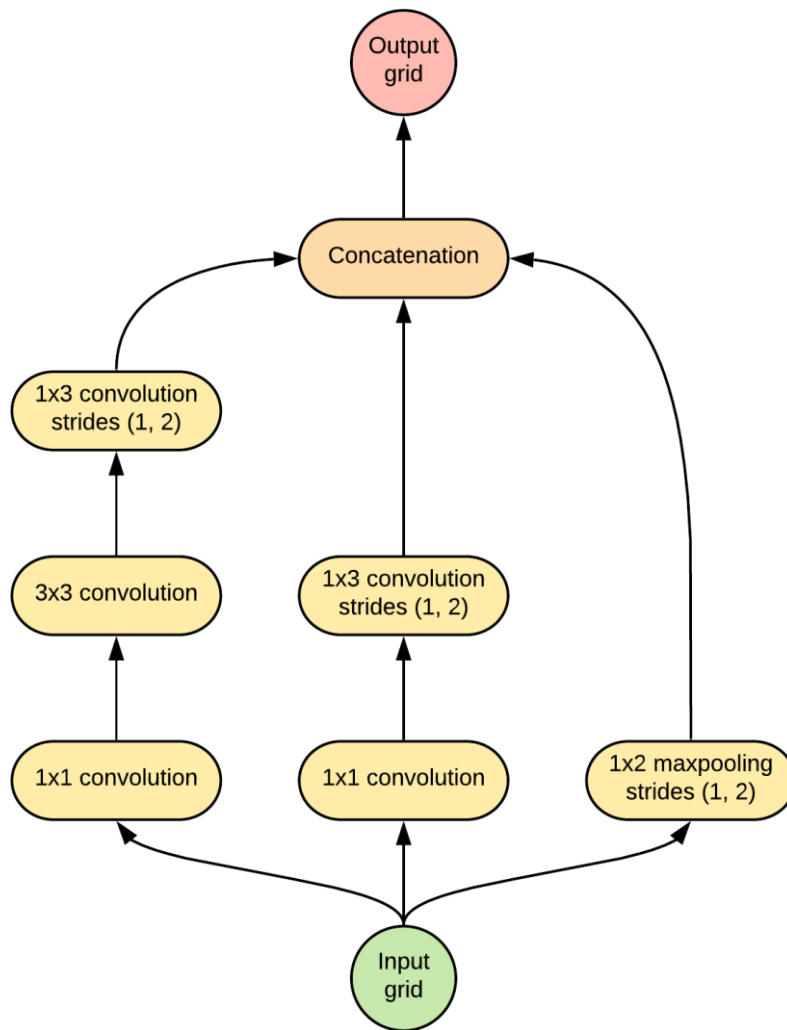 Output
grid
Concatenation
1x3 convolution
strides (1, 2)
3x3 convolution
1x3 convolution
strides (1, 2)
1x1 convolution
1x1 convolution
1x2 maxpooling
strides (1, 2)
Input
grid